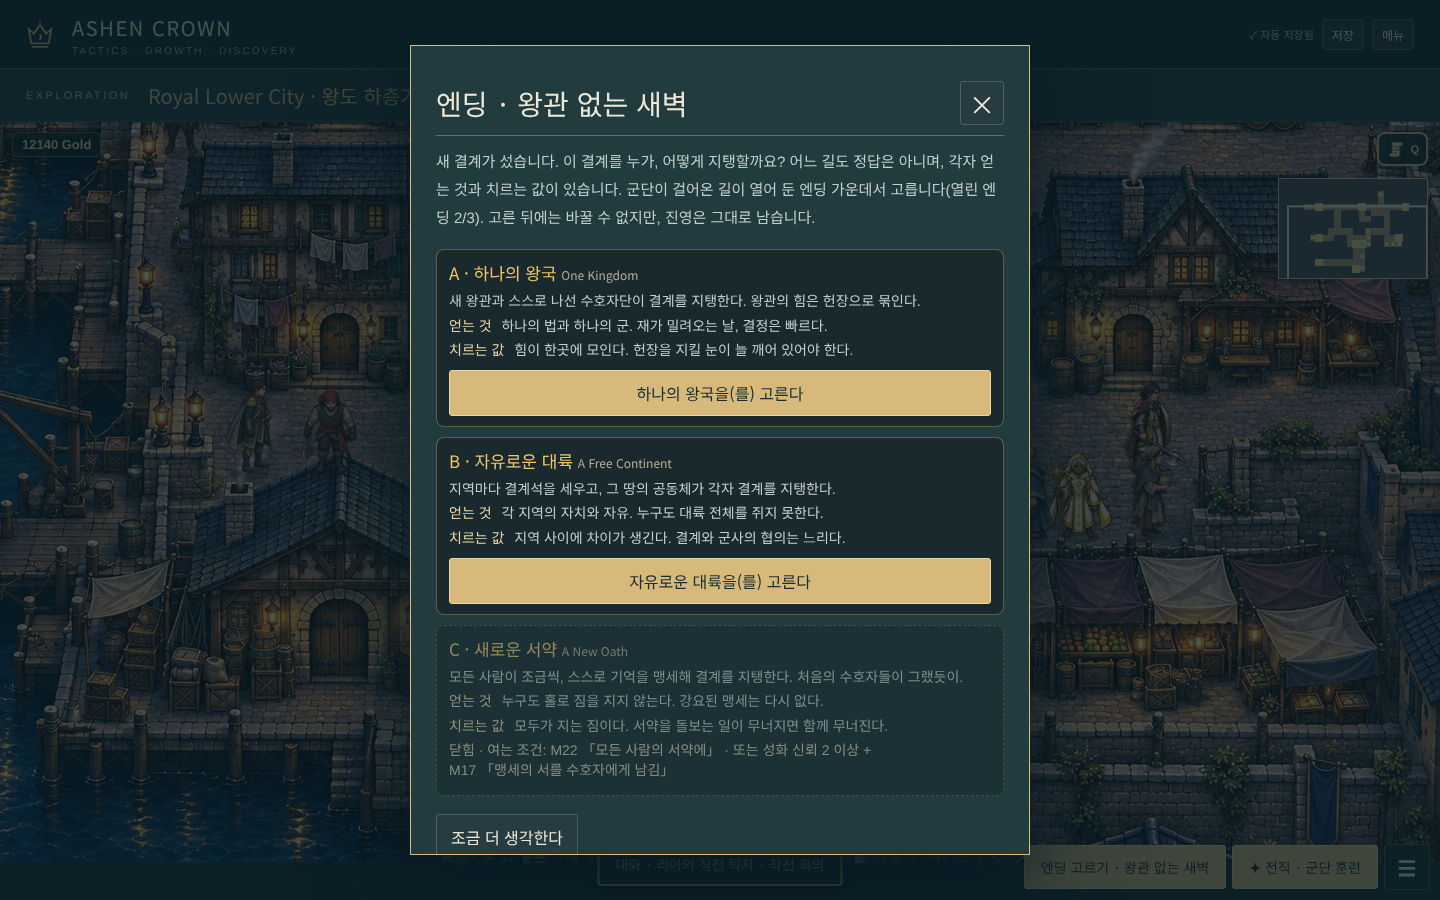 ASHEN CROWN
TACTICS · GROWTH · DISCOVERY
✓ 자동 저장됨
저장
메뉴
EXPLORATION
Royal Lower City · 왕도 하층
12140 Gold
Q
엔딩 · 왕관 없는 새벽
새 결계가 섰습니다. 이 결계를 누가, 어떻게 지탱할까요? 어느 길도 정답은 아니며, 각자 얻
는 것과 치르는 값이 있습니다. 군단이 걸어온 길이 열어 둔 엔딩 가운데서 고릅니다(열린 엔
딩 2/3). 고른 뒤에는 바꿀 수 없지만, 진영은 그대로 남습니다.
A · 하나의 왕국 One Kingdom
새 왕관과 스스로 나선 수호자단이 결계를 지탱한다. 왕관의 힘은 헌장으로 묶인다.
얻는 것 하나의 법과 하나의 군. 재가 밀려오는 날, 결정은 빠르다.
치르는 값 힘이 한곳에 모인다. 헌장을 지킬 눈이 늘 깨어 있어야 한다.
하나의 왕국을(를) 고른다
B · 자유로운 대륙 A Free Continent
지역마다 결계석을 세우고, 그 땅의 공동체가 각자 결계를 지탱한다.
얻는 것 각 지역의 자치와 자유. 누구도 대륙 전체를 쥐지 못한다.
치르는 값 지역 사이에 차이가 생긴다. 결계와 군사의 협의는 느리다.
자유로운 대륙을(를) 고른다
C · 새로운 서약 A New Oath
모든 사람이 조금씩, 스스로 기억을 맹세해 결계를 지탱한다. 처음의 수호자들이 그랬듯이.
얻는 것 누구도 홀로 짐을 지지 않는다. 강요된 맹세는 다시 없다.
치르는 값 모두가 지는 짐이다. 서약을 돌보는 일이 무너지면 함께 무너진다.
닫힘 · 여는 조건: M22 「모든 사람의 서약에」 · 또는 성화 신뢰 2 이상 +
M17 「맹세의 서를 수호자에게 남김」
조금 더 생각한다
대화 · 리마의 작전 탁자 · 작전 회의
엔딩 고르기 · 왕관 없는 새벽
✦ 전직 · 군단 훈련